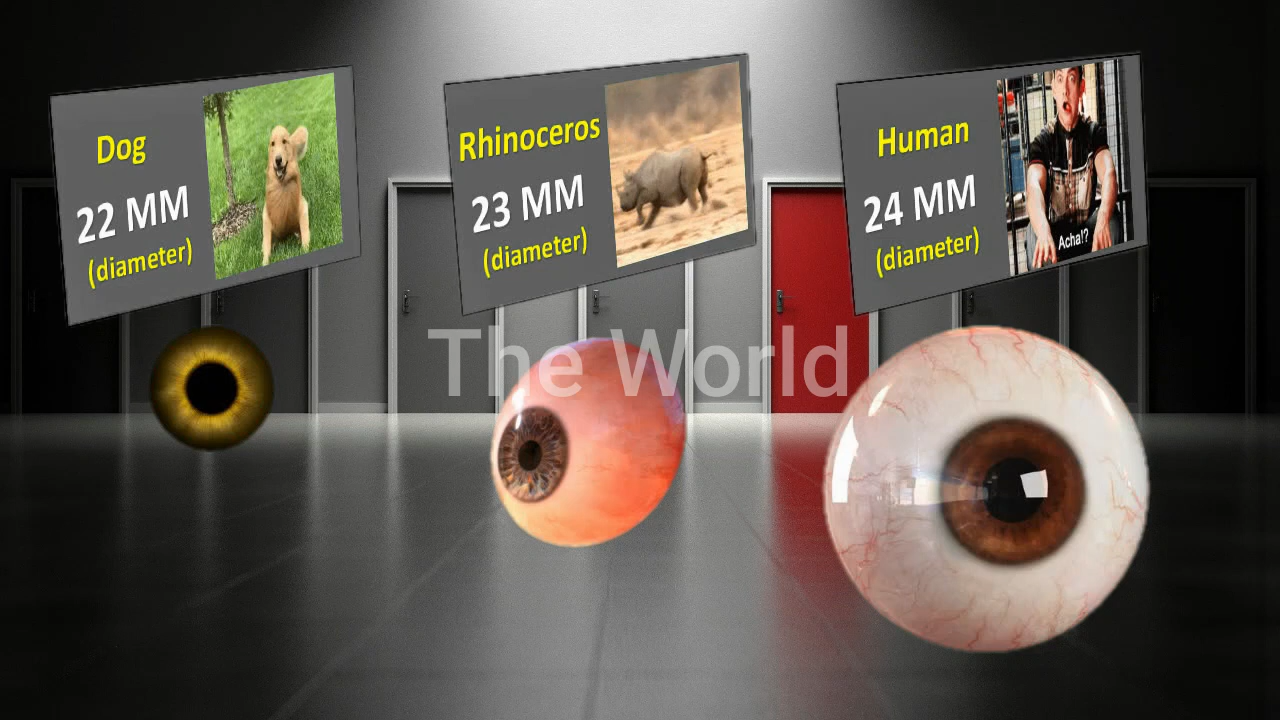 Dog
22 MM
(diameter)
Rhinoceros
23 MM
(diameter)
Human
24 MM
(diameter)
Acha!?
The World